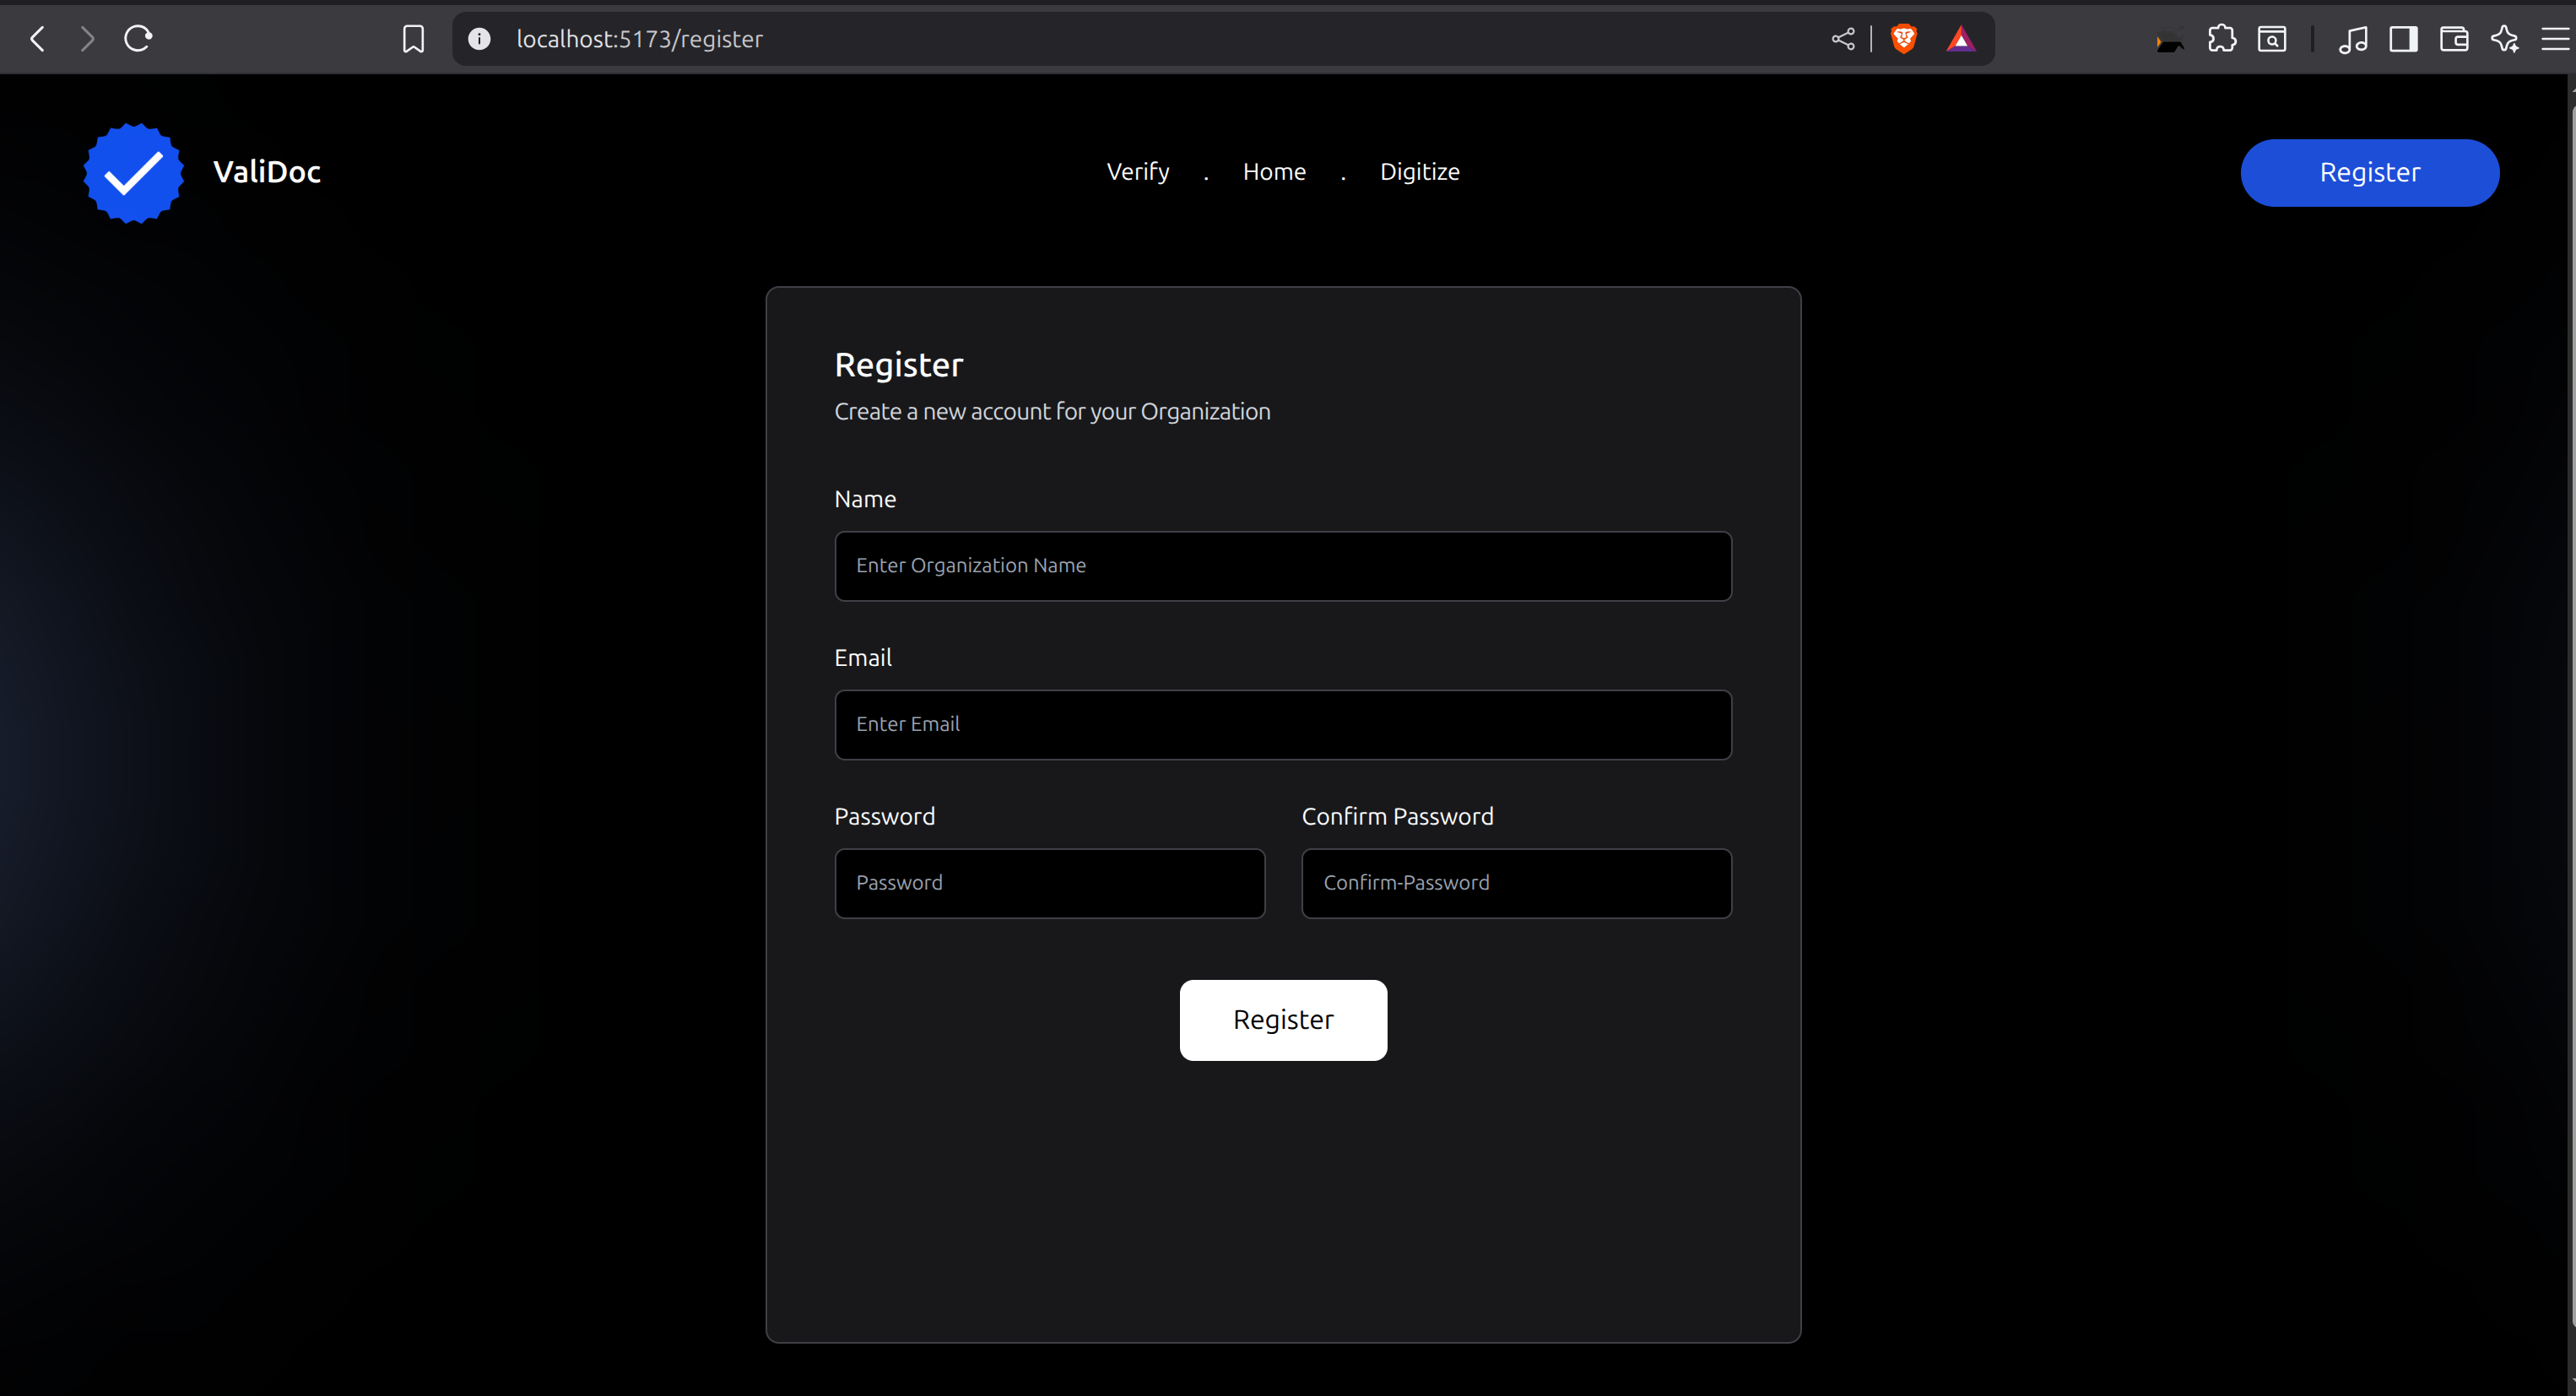 localhost:5173/register
ValiDoc
Verify . Home . Digitize
Register
Register
Create a new account for your Organization
Name
Enter Organization Name
Email
Enter Email
Password Confirm Password
Password Confirm-Password
Register